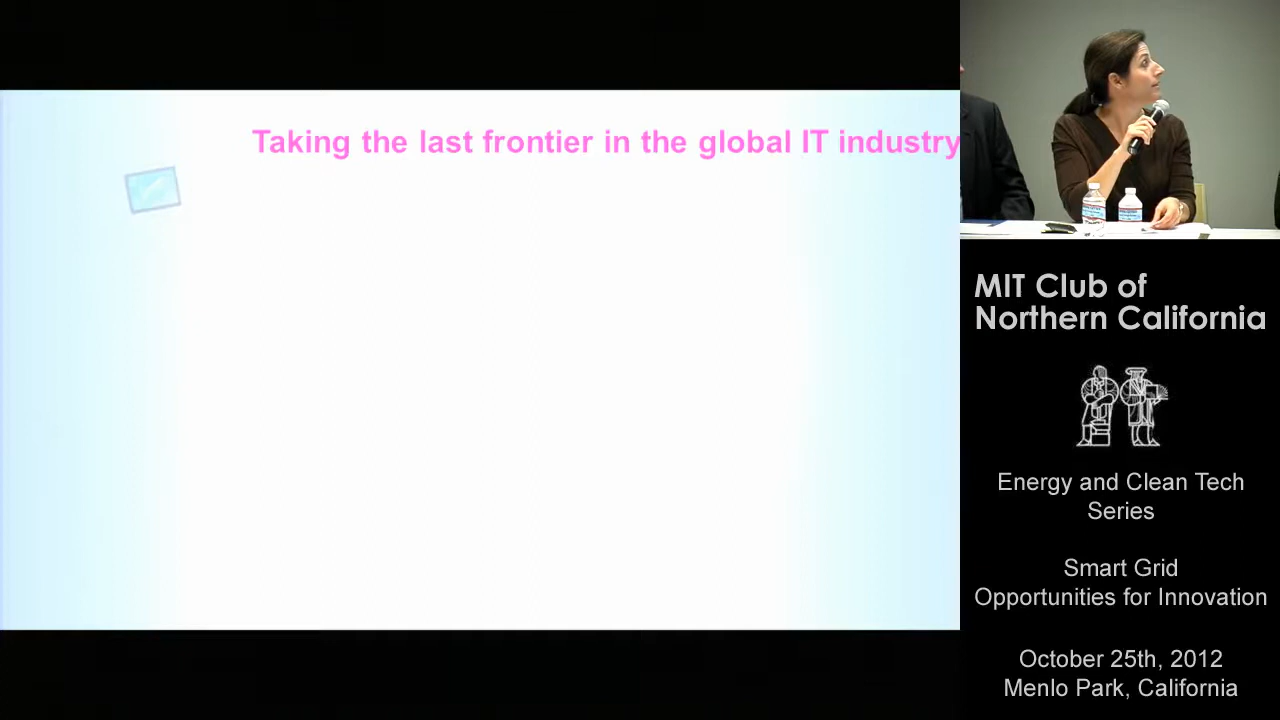 Taking the last frontier in the global IT industry
MIT Club of
Northern California
Energy and Clean Tech
Series
Smart Grid
Opportunities for Innovation
October 25th, 2012
Menlo Park, California